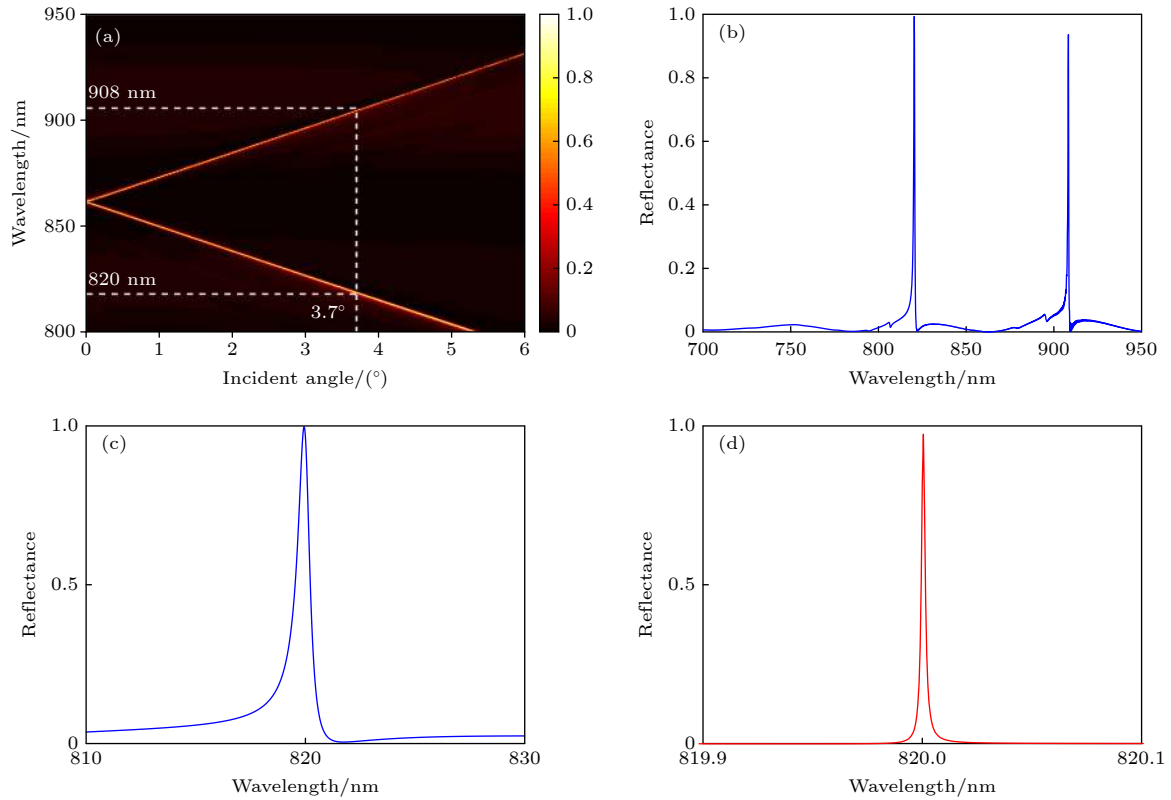 (a)
950
900
850
800
Wavelength/nm
908 nm
820 nm
3.7°
0 1 2 3 4 5 6
Incident angle/(°)
1.0
0.8
0.6
0.4
0.2
0
(b)
1.0
0.8
0.6
0.4
0.2
0
Reflectance
700 750 800 850 900 950
Wavelength/nm
(c)
1.0
0.5
0
Reflectance
810 820 830
Wavelength/nm
(d)
1.0
0.5
0
Reflectance
819.9 820.0 820.1
Wavelength/nm